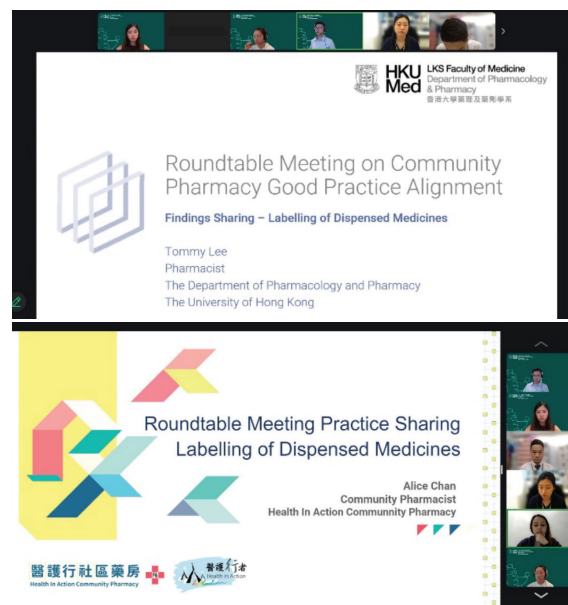 HKU
Med
LKS Faculty of Medicine
Department of Pharmacology
& Pharmacy
香港大學藥理及藥劑學系
Roundtable Meeting on Community
Pharmacy Good Practice Alignment
Findings Sharing – Labelling of Dispensed Medicines
Tommy Lee
Pharmacist
The Department of Pharmacology and Pharmacy
The University of Hong Kong
Roundtable Meeting Practice Sharing
Labelling of Dispensed Medicines
Alice Chan
Community Pharmacist
Health In Action Communnity Pharmacy
醫護行社區藥房
Health In Action Community Pharmacy
醫護行者
Health in Action